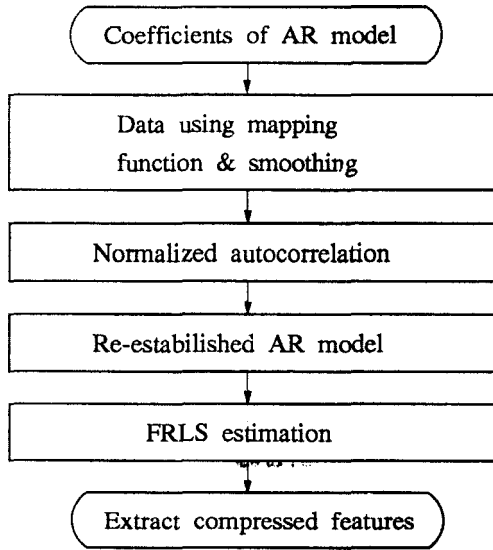 Coefficients of AR model
Data using mapping
function & smoothing
Normalized autocorrelation
Re-estabilished AR model
FRLS estimation
Extract compressed features